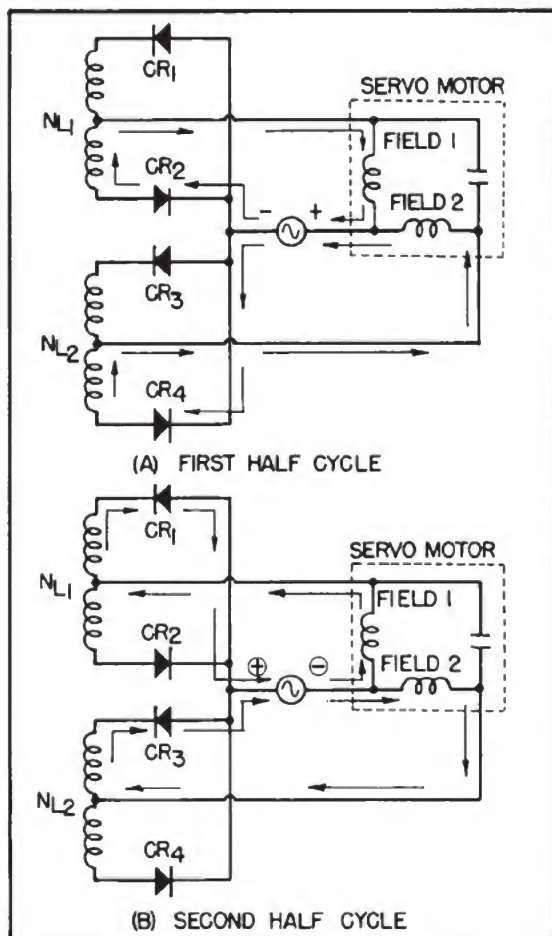 CR1
SERVO MOTOR
NL1
FIELD 1
CR2
FIELD 2
- +
CR3
NL2
CR4
(A) FIRST HALF CYCLE
CR1
SERVO MOTOR
NL1
FIELD 1
CR2
FIELD 2
+ -
CR3
NL2
CR4
(B) SECOND HALF CYCLE